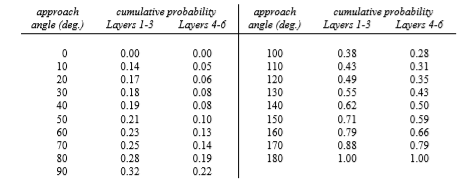 approach cumulative probability approach cumulative probability
angle (deg.) Layers 1-3 Layers 4-6 angle (deg.) Layers 1-3 Layers 4-6
0 0.00 0.00 100 0.38 0.28
10 0.14 0.05 110 0.43 0.31
20 0.17 0.06 120 0.49 0.35
30 0.18 0.08 130 0.55 0.43
40 0.19 0.08 140 0.62 0.50
50 0.21 0.10 150 0.71 0.59
60 0.23 0.13 160 0.79 0.66
70 0.25 0.14 170 0.88 0.79
80 0.28 0.19 180 1.00 1.00
90 0.32 0.22